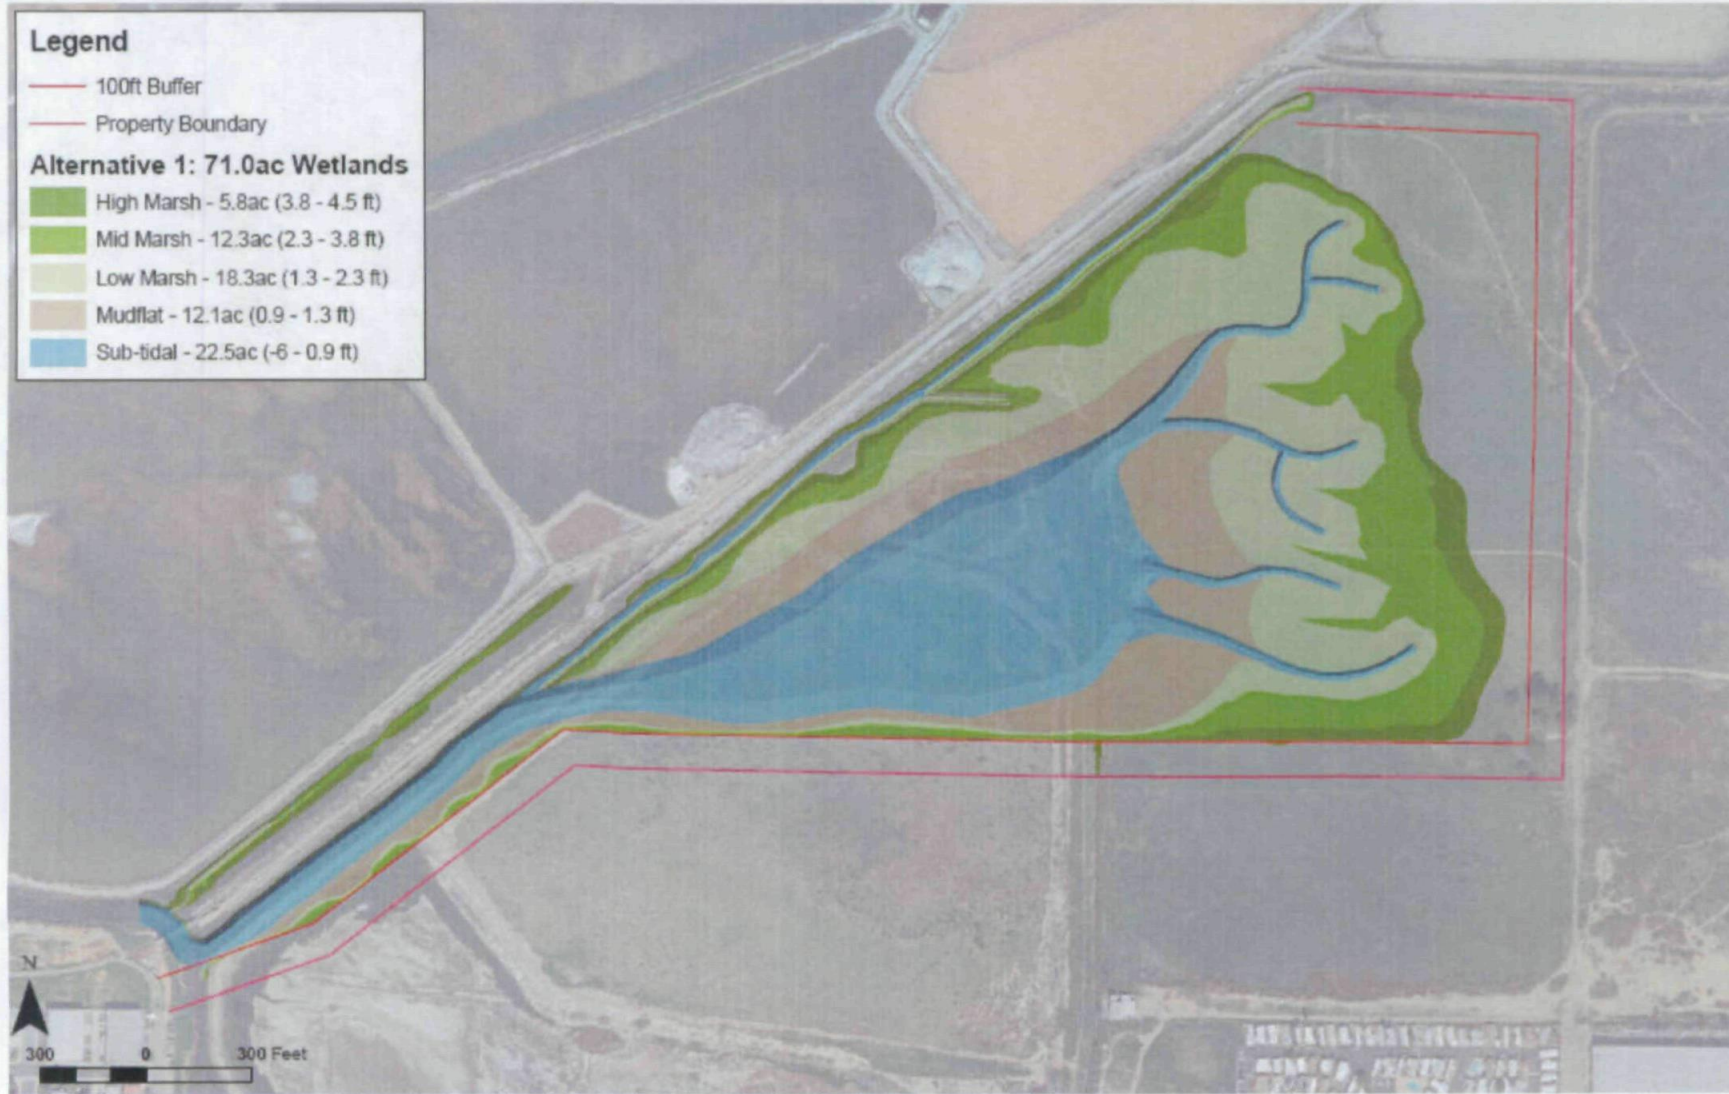 Legend
100ft Buffer
Property Boundary
Alternative 1: 71.0ac Wetlands
High Marsh - 5.8ac (3.8 - 4.5 ft)
Mid Marsh - 12.3ac (2.3 - 3.8 ft)
Low Marsh - 18.3ac (1.3 - 2.3 ft)
Mudflat - 12.1ac (0.9 - 1.3 ft)
Sub-tidal - 22.5ac (-6 - 0.9 ft)
N
300 0 300 Feet